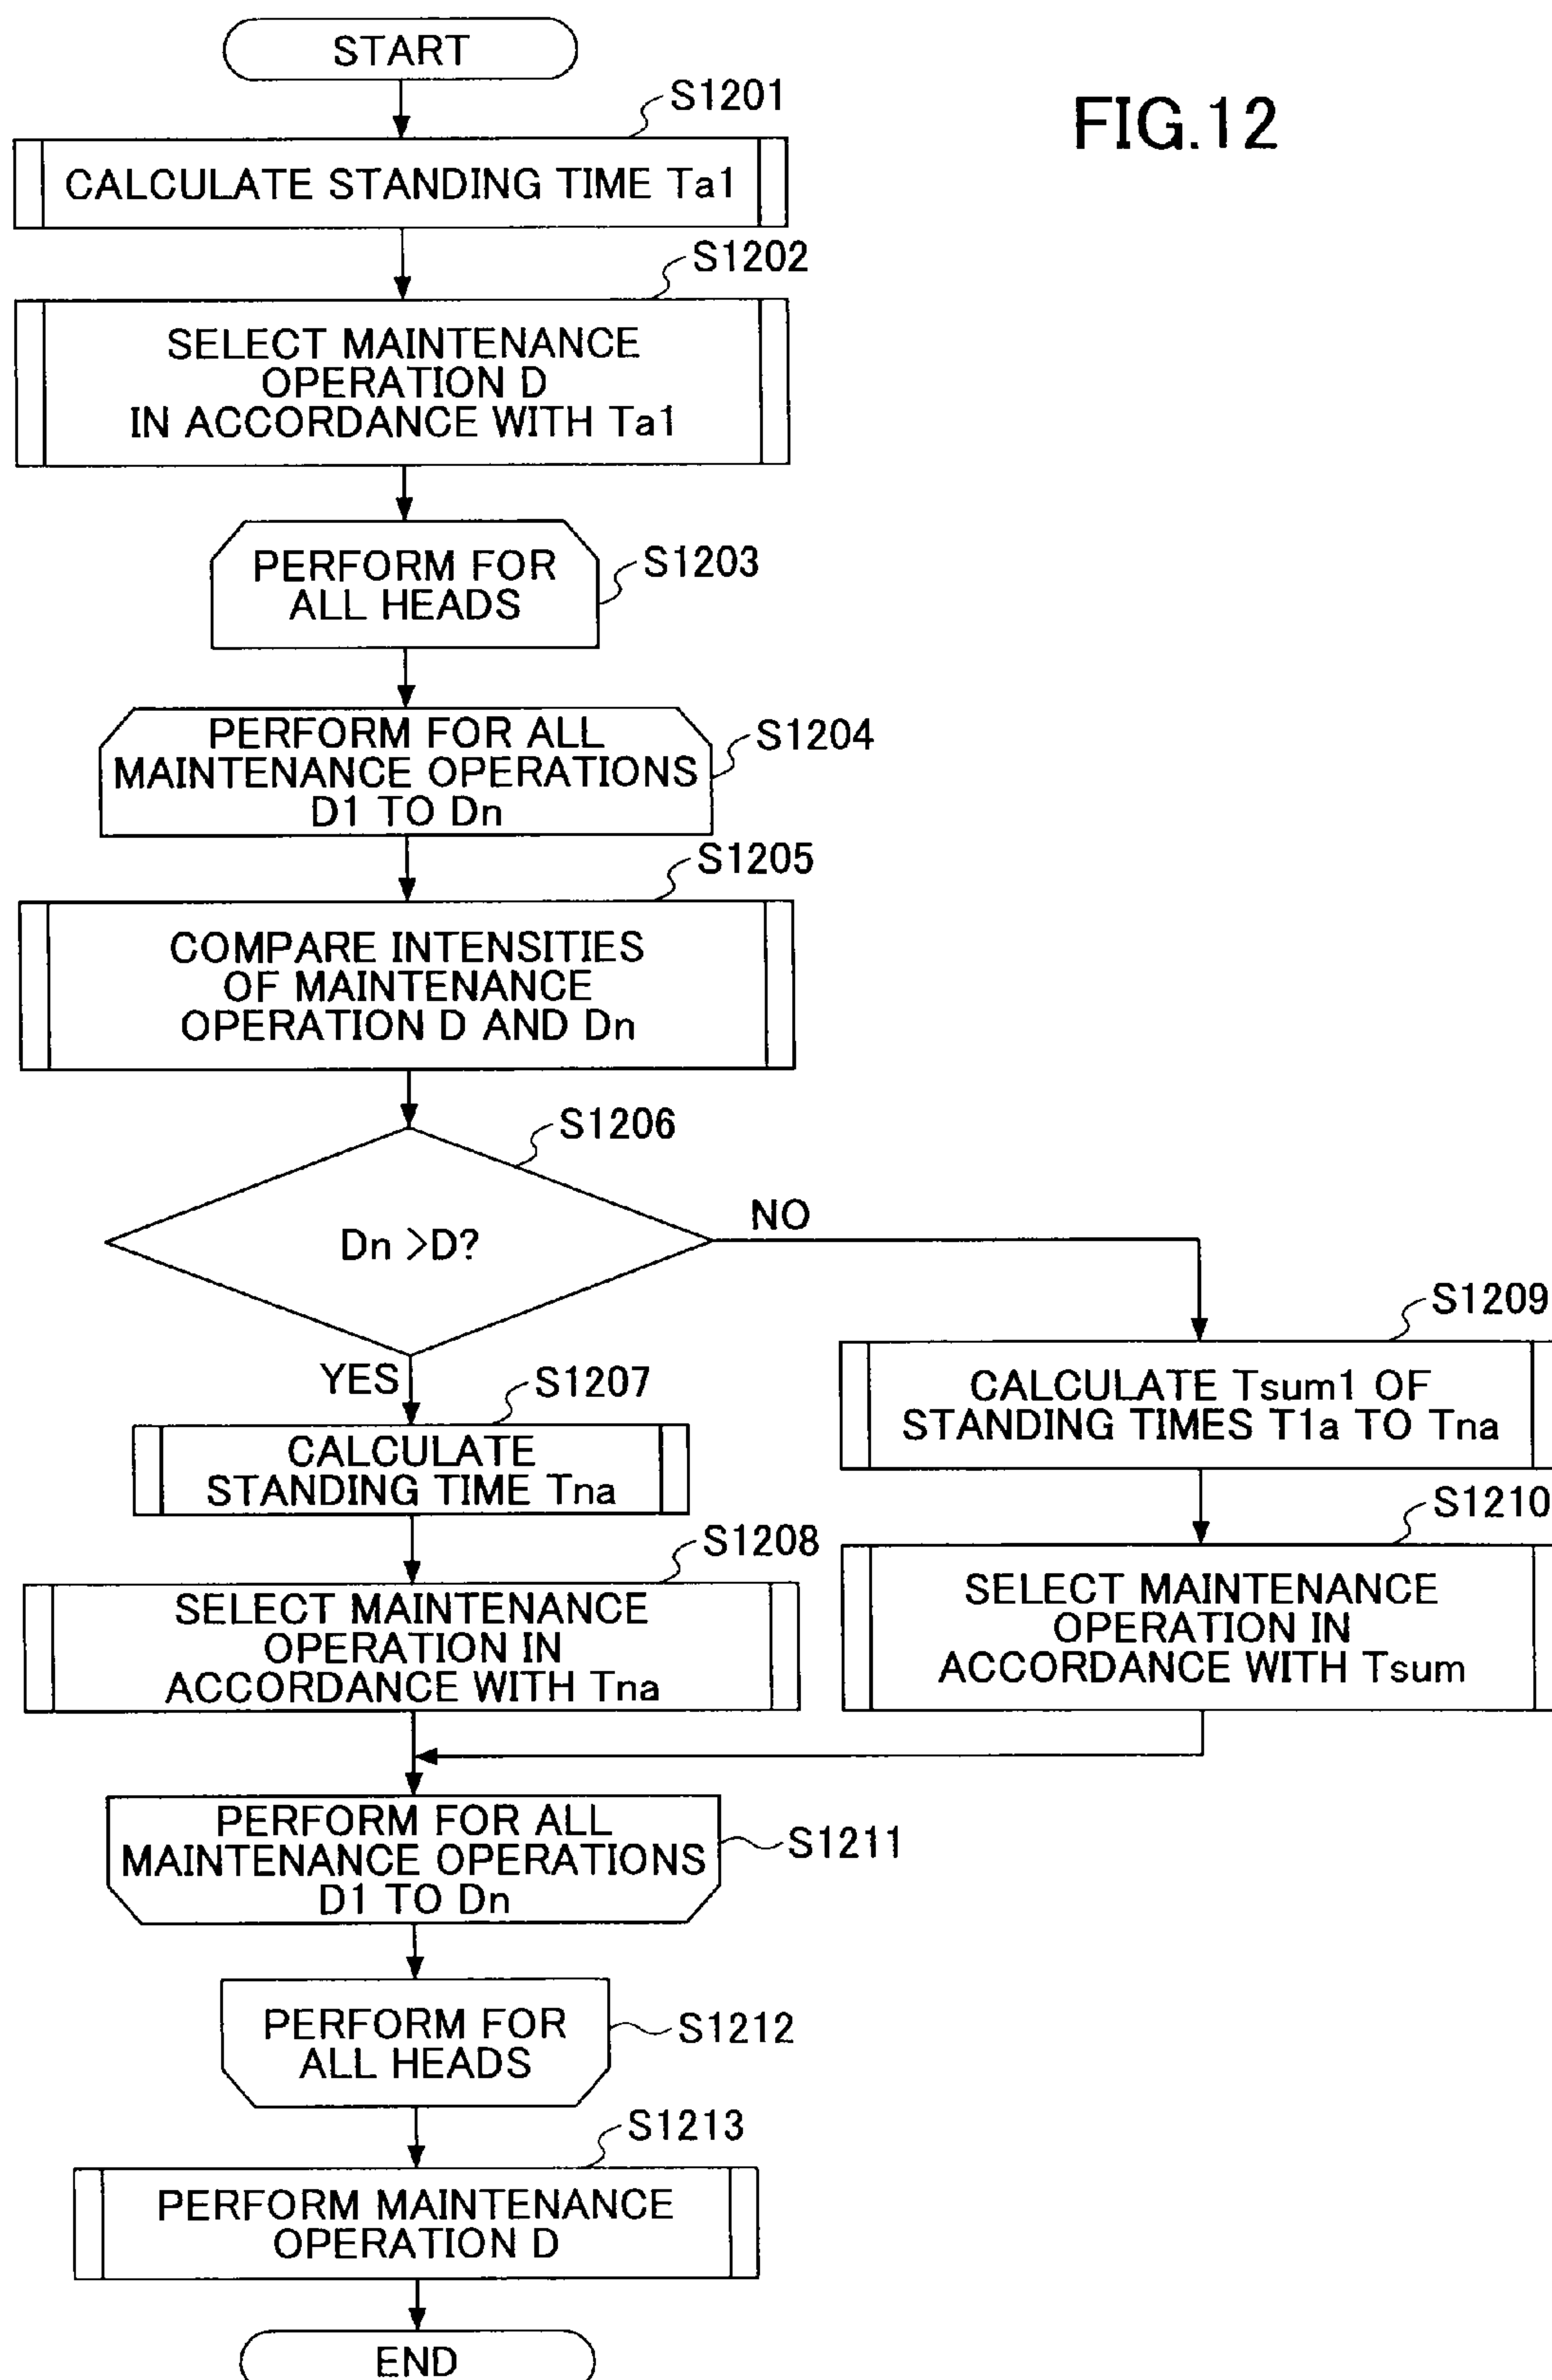 START
FIG.12
S1201
CALCULATE STANDING TIME Ta1
S1202
SELECT MAINTENANCE
OPERATION D
IN ACCORDANCE WITH Ta1
PERFORM FOR
ALL HEADS
S1203
PERFORM FOR ALL
MAINTENANCE OPERATIONS
D1 TO Dn
S1204
S1205
COMPARE INTENSITIES
OF MAINTENANCE
OPERATION D AND Dn
S1206
Dn >D?
NO
YES
S1207
CALCULATE
STANDING TIME Tna
S1208
SELECT MAINTENANCE
OPERATION IN
ACCORDANCE WITH Tna
S1209
CALCULATE Tsum1 OF
STANDING TIMES T1a TO Tna
S1210
SELECT MAINTENANCE
OPERATION IN
ACCORDANCE WITH Tsum
PERFORM FOR ALL
MAINTENANCE OPERATIONS
D1 TO Dn
S1211
PERFORM FOR
ALL HEADS
S1212
S1213
PERFORM MAINTENANCE
OPERATION D
END